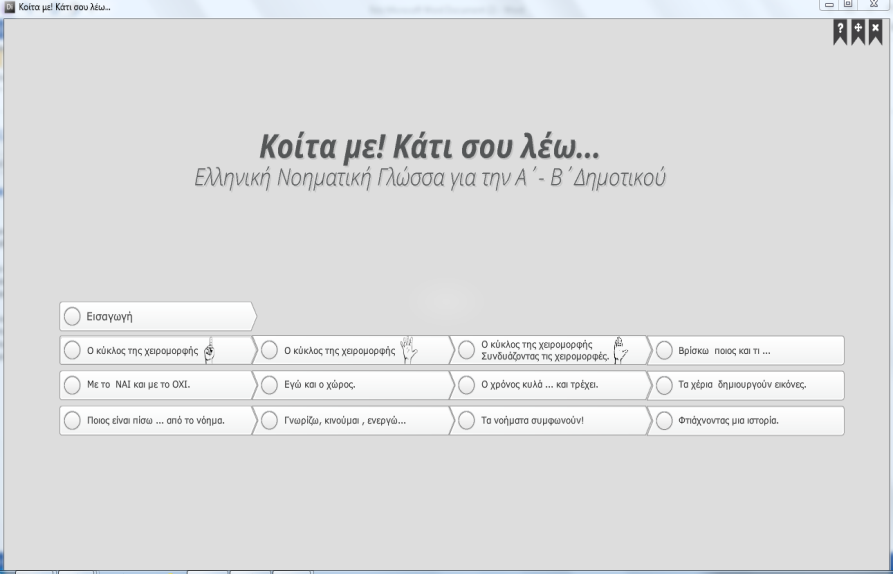 Κοίτα με! Κάτι σου λέω...
Κοίτα με! Κάτι σου λέω...
Ελληνική Νοηματική Γλώσσα για την Α΄- Β΄Δημοτικού
Εισαγωγή
Ο κύκλος της χειρομορφής
Ο κύκλος της χειρομορφής
Ο κύκλος της χειρομορφής
Συνδυάζοντας τις χειρομορφές.
Βρίσκω ποιος και τι ...
Με το ΝΑΙ και με το ΟΧΙ.
Εγώ και ο χώρος.
Ο χρόνος κυλά ... και τρέχει.
Τα χέρια δημιουργούν εικόνες.
Ποιος είναι πίσω ... από το νόημα.
Γνωρίζω, κινούμαι , ενεργώ...
Τα νοήματα συμφωνούν!
Φτιάχνοντας μια ιστορία.